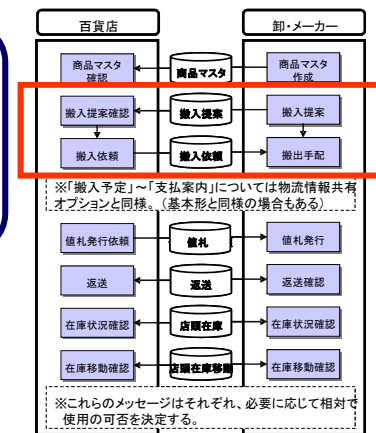 百貨店
卸・メーカー
商品マスタ
確認
商品マスタ
商品マスタ
作成
搬入提案確認
搬入提案
搬入提案
搬入依頼
搬入依頼
搬出手配
※「搬入予定」~「支払案内」については物流情報共有
オプションと同様。（基本形と同様の場合もある）
値札発行依頼
値札
値札発行
返送
返送
返送確認
在庫状況確認
店頭在庫
在庫状況確認
在庫移動確認
店頭在庫移動
在庫移動確認
※これらのメッセージはそれぞれ、必要に応じて相対で
使用の可否を決定する。